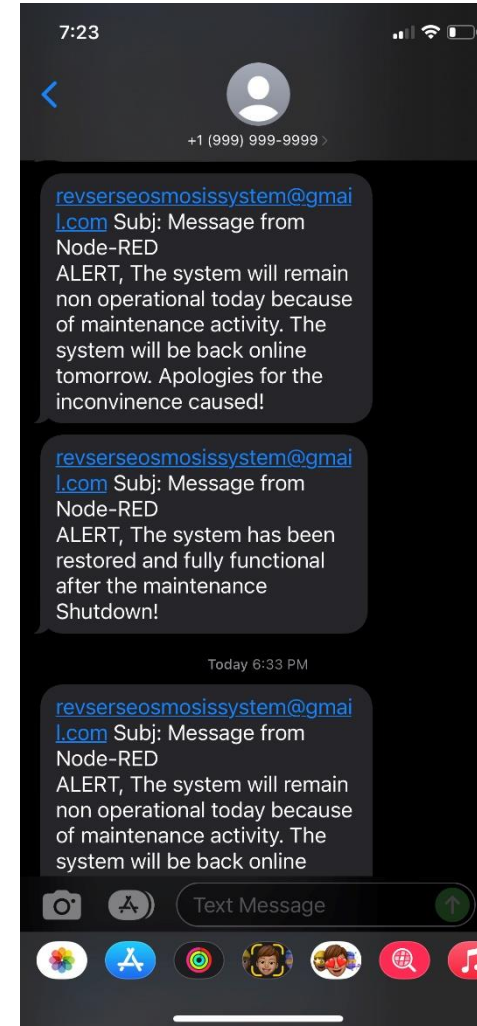 7:23
+1 (999) 999-9999
revserseosmosissystem@gmai
l.com Subj: Message from
Node-RED
ALERT, The system will remain
non operational today because
of maintenance activity. The
system will be back online
tomorrow. Apologies for the
inconvinence caused!
revserseosmosissystem@gmai
l.com Subj: Message from
Node-RED
ALERT, The system has been
restored and fully functional
after the maintenance
Shutdown!
Today 6:33 PM
revserseosmosissystem@gmai
l.com Subj: Message from
Node-RED
ALERT, The system will remain
non operational today because
of maintenance activity. The
system will be back online
Text Message